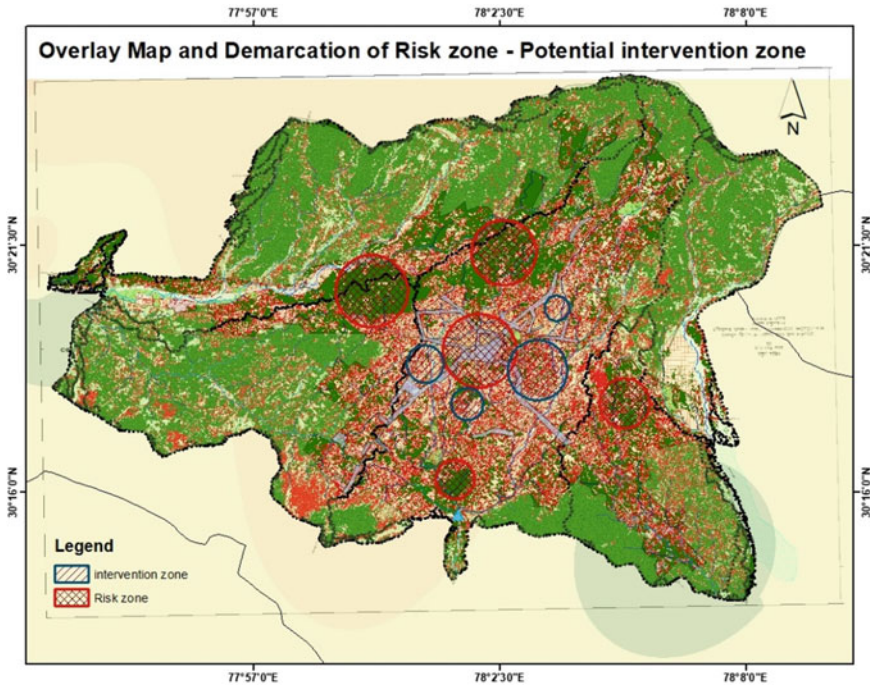 77°57'0"E 78°2'30"E 78°8'0"E
Overlay Map and Demarcation of Risk zone - Potential intervention zone
N
30°21'30"N 30°21'30"N
30°16'0"N 30°16'0"N
Legend
intervention zone
Risk zone
77°57'0"E 78°2'30"E 78°8'0"E